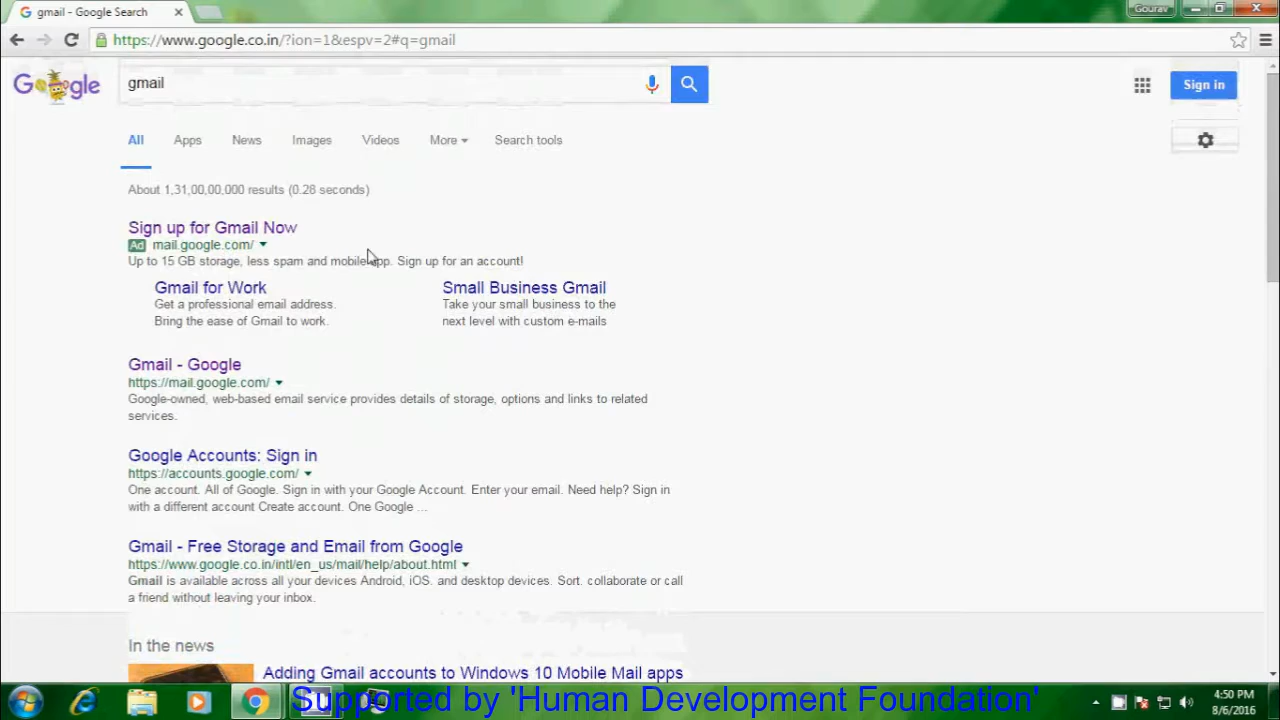 gmail - Google Search
Gourav
https://www.google.co.in/?ion=1&espv=2#q=gmail
Google
gmail
Sign in
All Apps News Images Videos More Search tools
About 1,31,00,00,000 results (0.28 seconds)
Sign up for Gmail Now
Ad mail.google.com/
Up to 15 GB storage, less spam and mobile app. Sign up for an account!
Gmail for Work
Get a professional email address.
Bring the ease of Gmail to work.
Small Business Gmail
Take your small business to the
next level with custom e-mails
Gmail - Google
https://mail.google.com/
Google-owned, web-based email service provides details of storage, options and links to related
services.
Google Accounts: Sign in
https://accounts.google.com/
One account. All of Google. Sign in with your Google Account. Enter your email. Need help? Sign in
with a different account Create account. One Google ...
Gmail - Free Storage and Email from Google
https://www.google.co.in/intl/en_us/mail/help/about.html
Gmail is available across all your devices Android, iOS. and desktop devices. Sort. collaborate or call
a friend without leaving your inbox.
In the news
Adding Gmail accounts to Windows 10 Mobile Mail apps
Supported by 'Human Development Foundation'
4:50 PM
8/6/2016